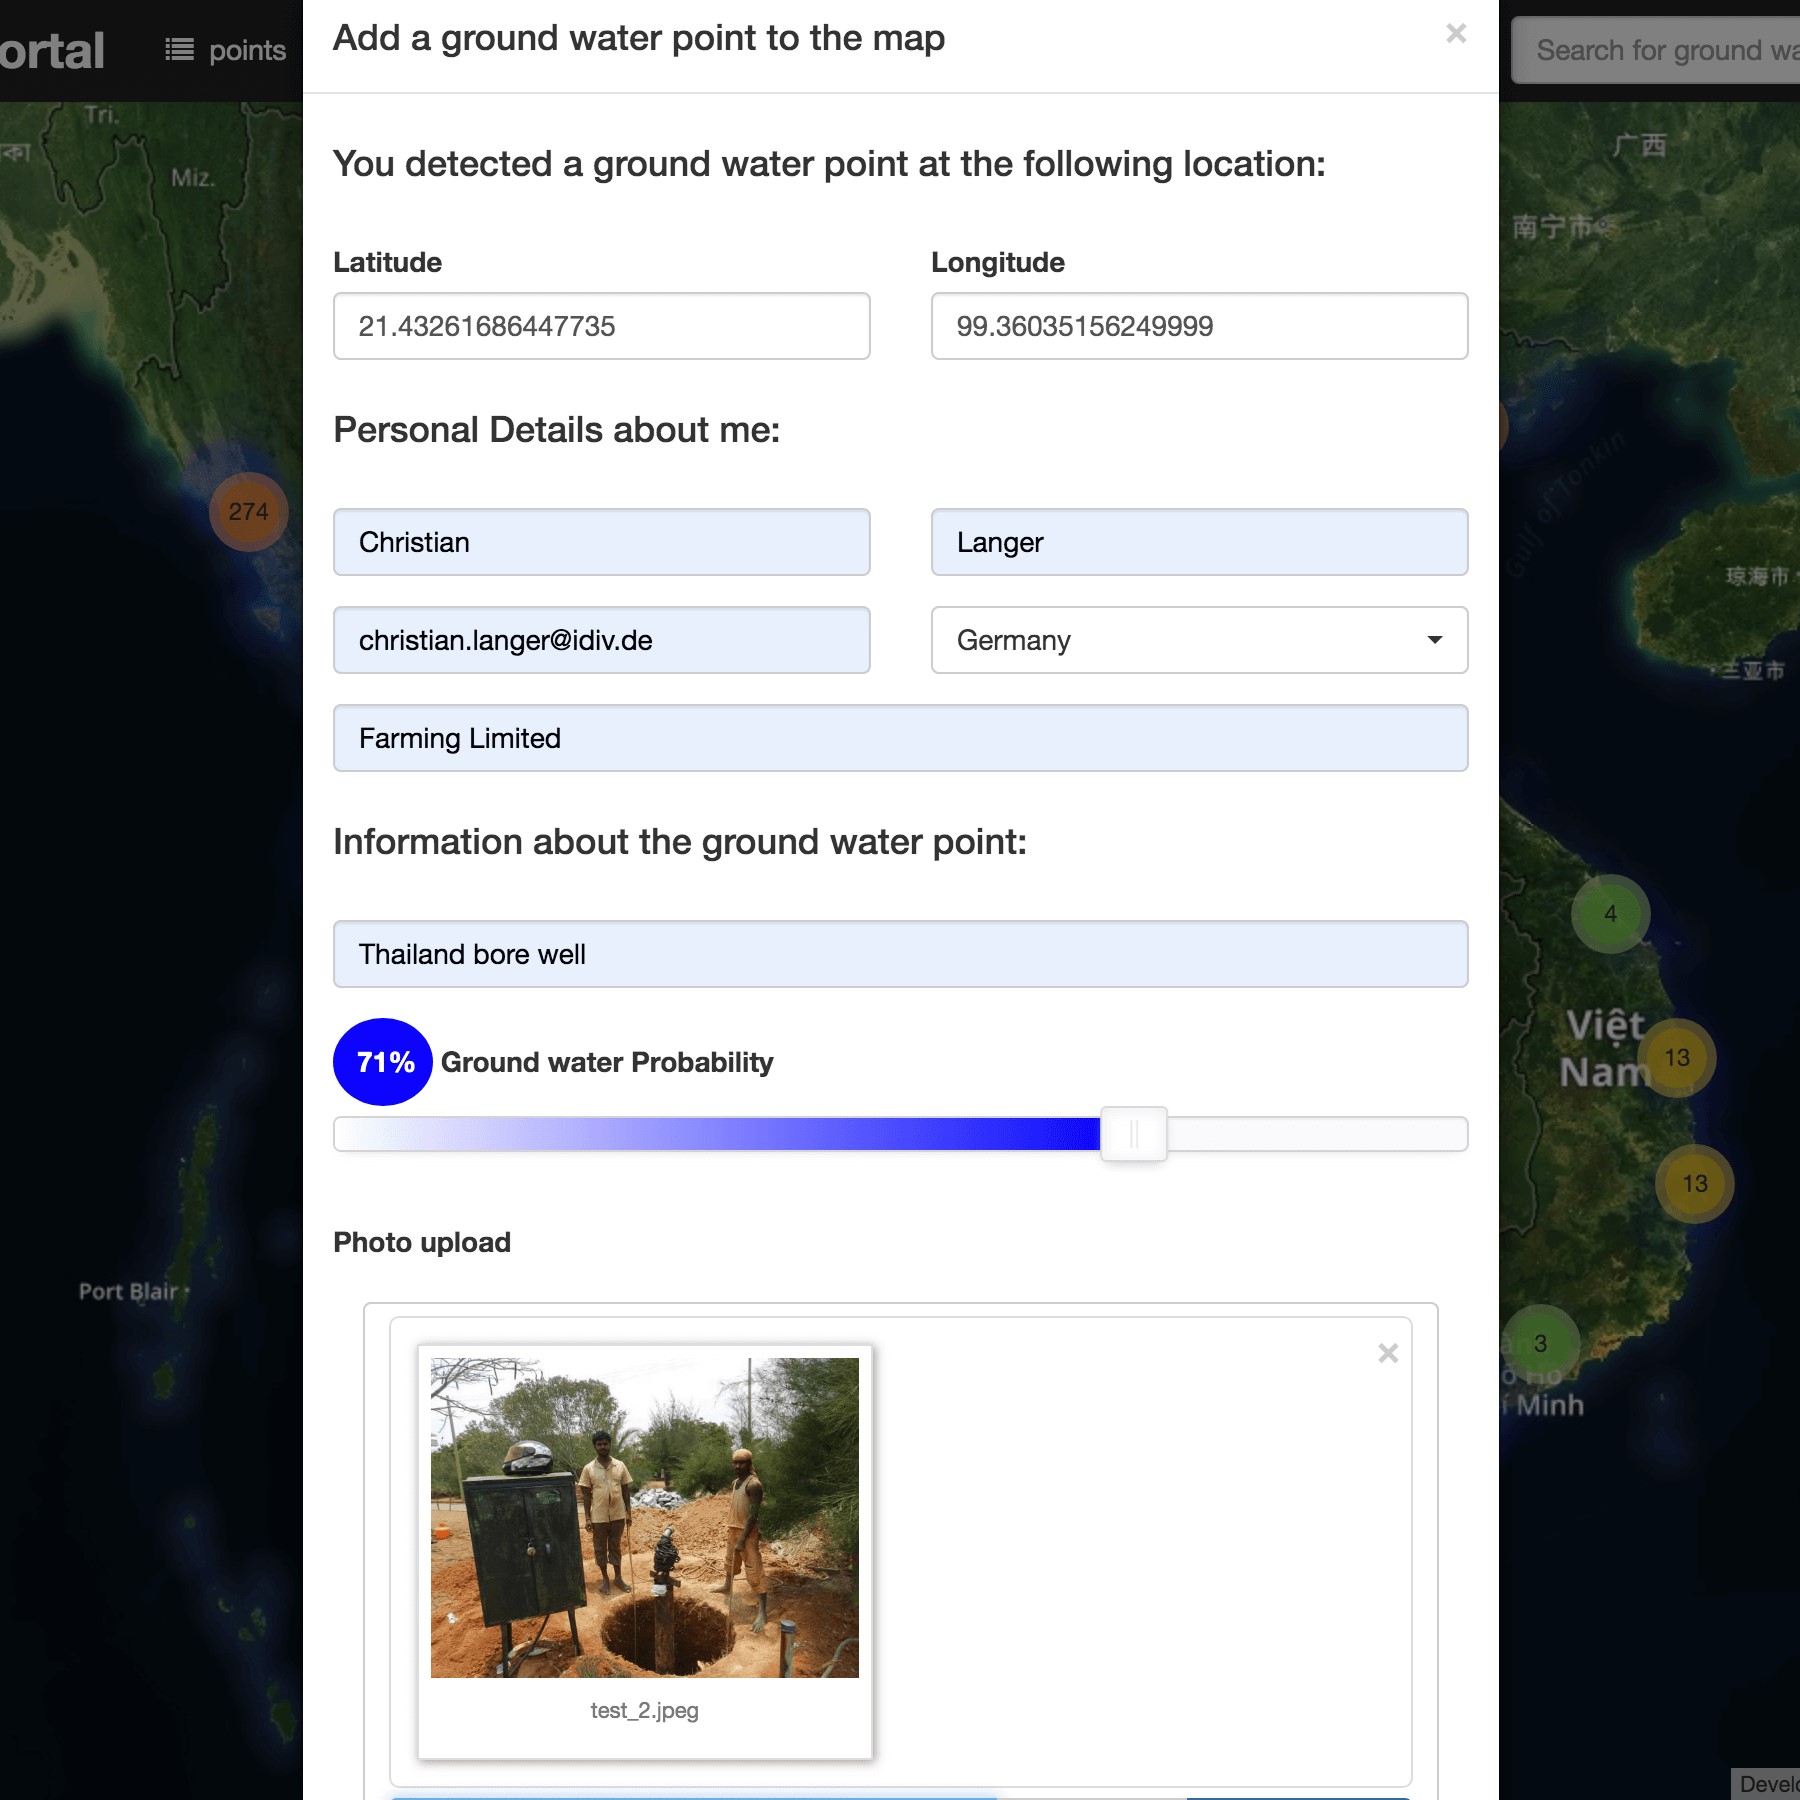 ortal
points
Add a ground water point to the map
×
Search for ground wa
Tri.
Miz.
广西
南宁市
You detected a ground water point at the following location:
Latitude
Longitude
21.43261686447735
99.36035156249999
Personal Details about me:
Gulf of Tonkin
274
Christian
Langer
琼海市
christian.langer@idiv.de
Germany
三亚市
Farming Limited
Information about the ground water point:
4
Thailand bore well
Việt
Nam
13
71%
Ground water Probability
13
Photo upload
Port Blair
×
3
Minh
test_2.jpeg
Develo